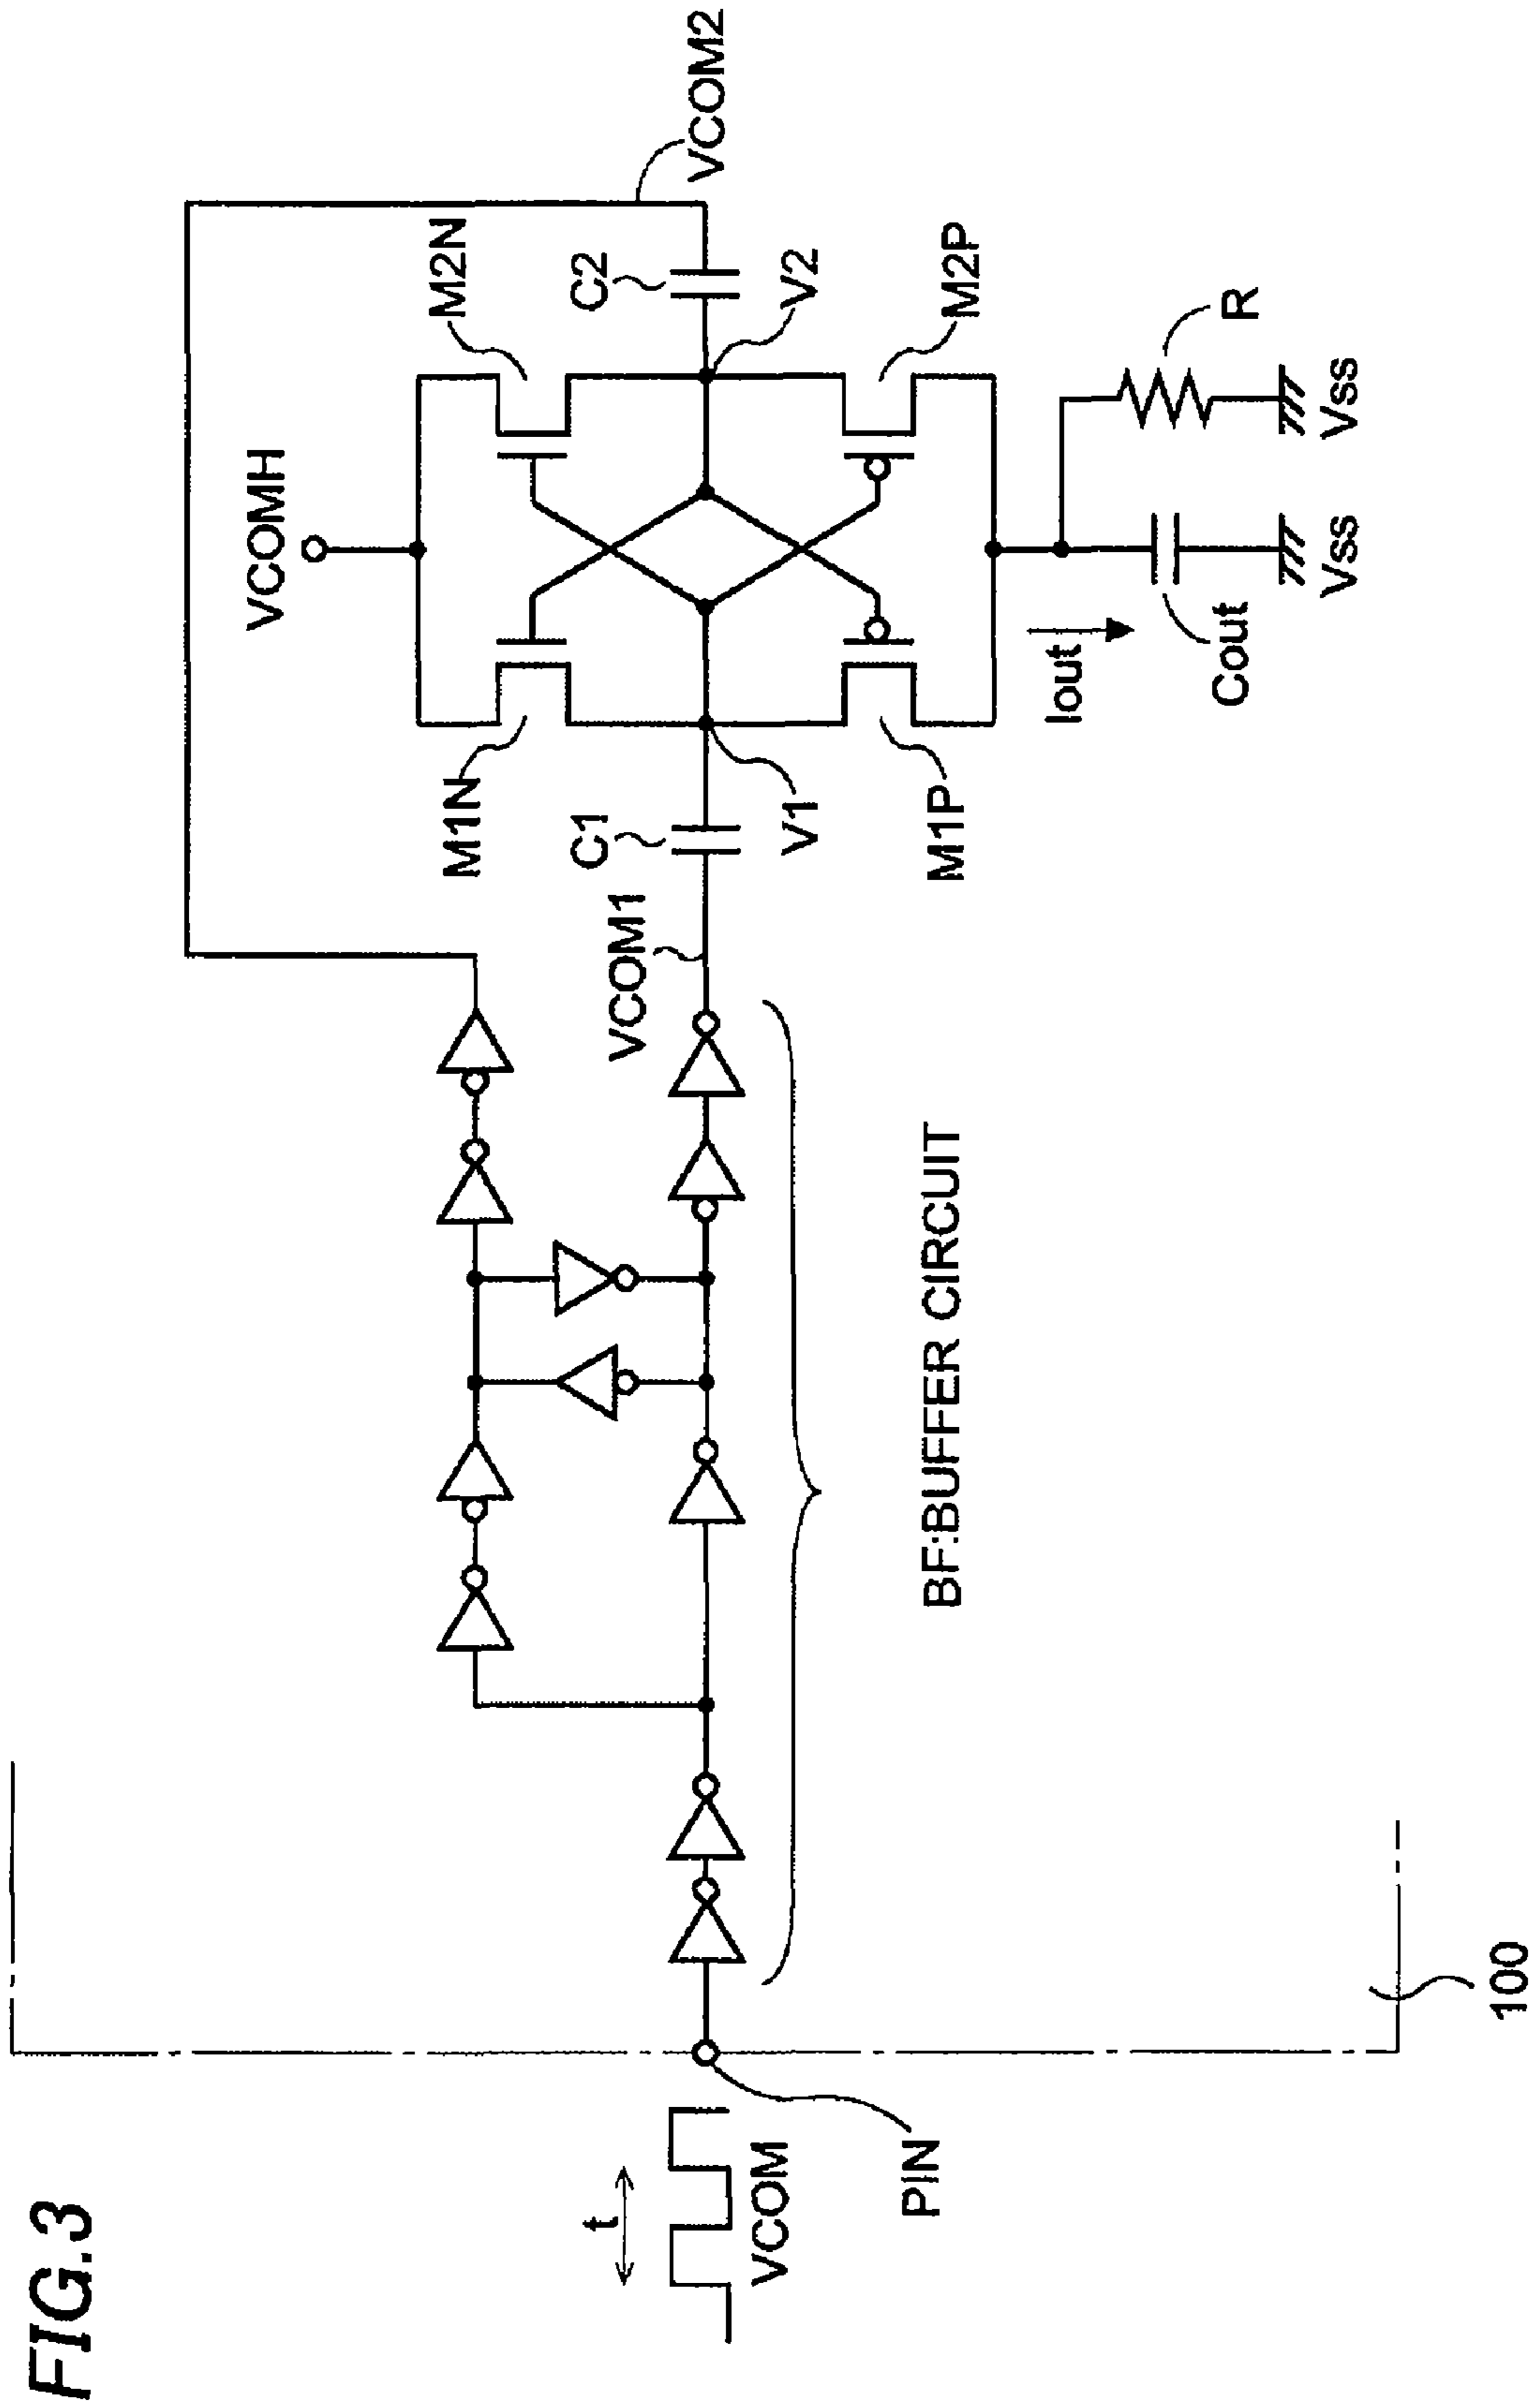 FIG.3
t
VCOM
PIN
100
BF:BUFFER CIRCUIT
VCOM1
VCOM2
VCOMH
M1N
M2N
C1
C2
V1
V2
M1P
M2P
Iout
Cout
R
Vss
Vss